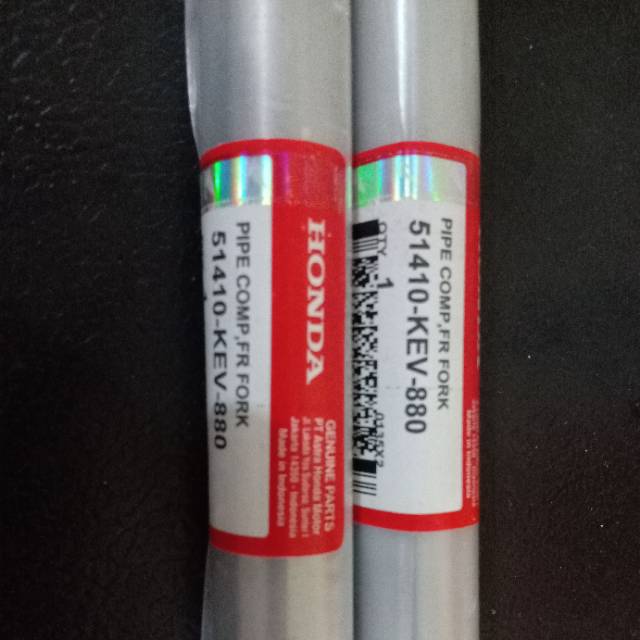 HONDA
GENUINE PARTS
PT Astra Honda Motor
Made in Indonesia
PIPE COMP,FR FORK
51410-KEV-880
PIPE COMP,FR FORK
51410-KEV-880
QTY. 1
Made in Indonesia